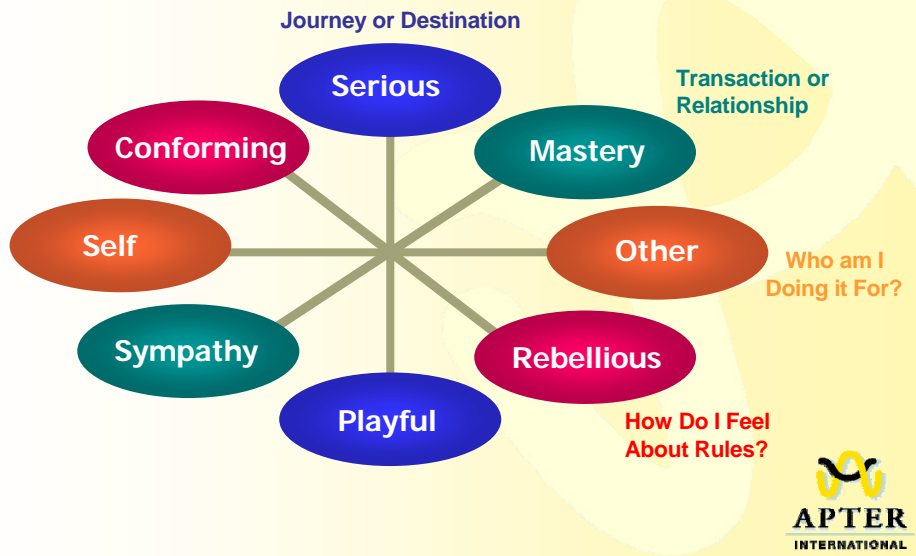 Journey or Destination
Serious
Transaction or
Relationship
Conforming
Mastery
Self
Other
Who am I
Doing it For?
Sympathy
Rebellious
Playful
How Do I Feel
About Rules?
APTER
INTERNATIONAL